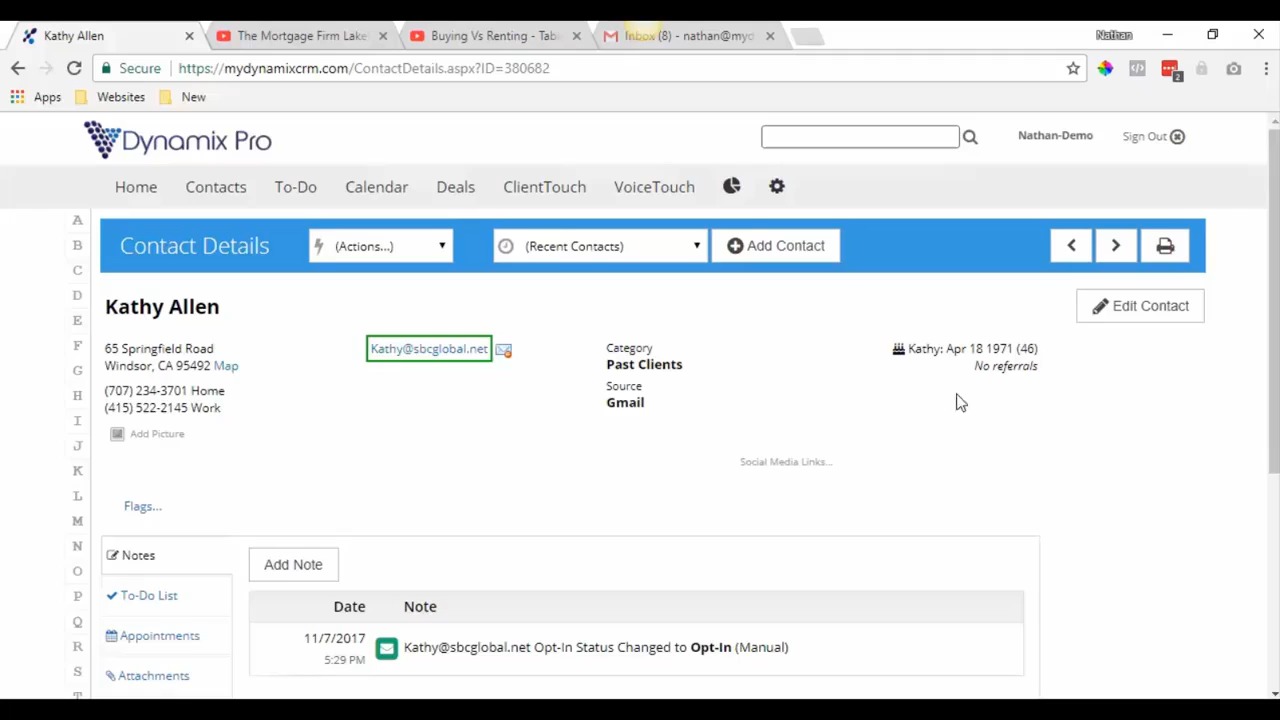 Kathy Allen
The Mortgage Firm Lake
Buying Vs Renting - Tab
Inbox (8) - nathan@myd
Nathan
Secure
https://mydynamixcrm.com/ContactDetails.aspx?ID=380682
2
Apps
Websites
New
Dynamix Pro
Nathan-Demo
Sign Out
Home
Contacts
To-Do
Calendar
Deals
ClientTouch
VoiceTouch
A
B
C
D
E
F
G
H
I
J
K
L
M
N
O
P
Q
R
S
Contact Details
(Actions...)
(Recent Contacts)
Add Contact
Kathy Allen
Edit Contact
65 Springfield Road
Windsor, CA 95492 Map
(707) 234-3701 Home
(415) 522-2145 Work
Add Picture
Kathy@sbcglobal.net
Category
Past Clients
Source
Gmail
Kathy: Apr 18 1971 (46)
No referrals
Social Media Links...
Flags...
Notes
To-Do List
Appointments
Attachments
Add Note
Date Note
11/7/2017
5:29 PM
Kathy@sbcglobal.net Opt-In Status Changed to Opt-In (Manual)